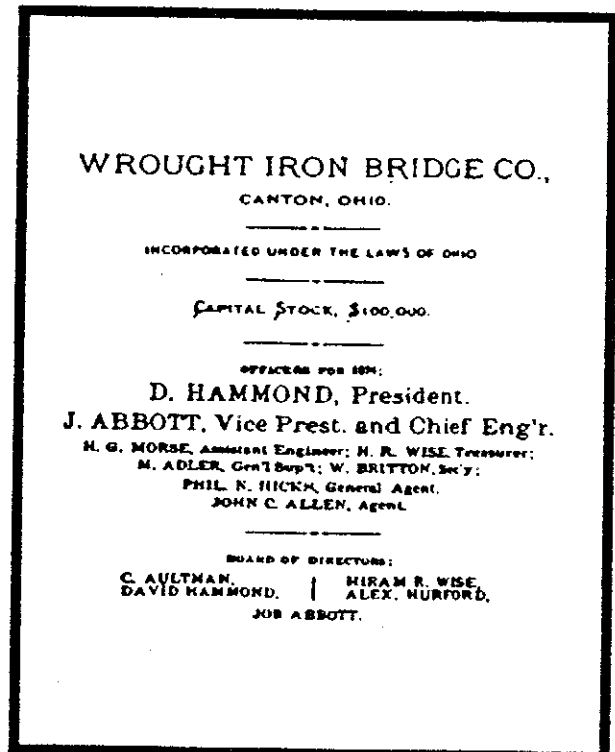 WROUGHT IRON BRIDGE CO.,
CANTON, OHIO.
INCORPORATED UNDER THE LAWS OF OHIO
CAPITAL STOCK, $100,000.
OFFICERS FOR 1874:
D. HAMMOND, President.
J. ABBOTT, Vice Prest. and Chief Eng'r.
H. G. MORSE, Assistant Engineer; H. R. WISE, Treasurer;
M. ADLER, Gen'l Sup't; W. BRITTON, Sec'y;
PHIL. N. HICKS, General Agent.
JOHN C. ALLEN, Agent.
BOARD OF DIRECTORS:
C. AULTMAN, HIRAM R. WISE,
DAVID HAMMOND, ALEX. HURFORD,
JOB ABBOTT.